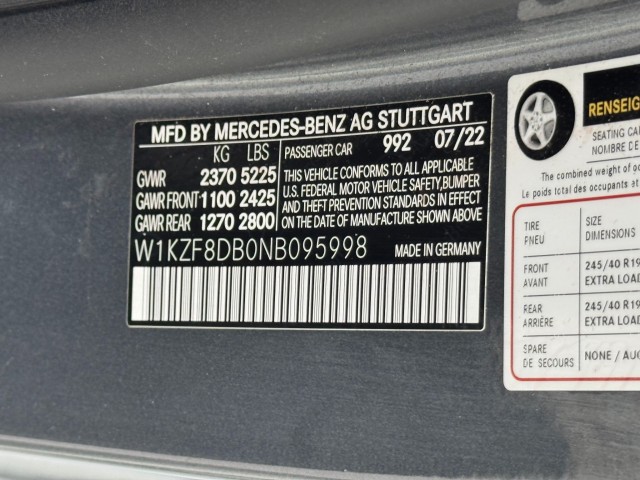 MFD BY MERCEDES-BENZ AG STUTTGART
KG LBS PASSENGER CAR 992 07/22
GVWR 2370 5225
GAWR FRONT 1100 2425
GAWR REAR 1270 2800
THIS VEHICLE CONFORMS TO ALL APPLICABLE
U.S. FEDERAL MOTOR VEHICLE SAFETY, BUMPER
AND THEFT PREVENTION STANDARDS IN EFFECT
ON THE DATE OF MANUFACTURE SHOWN ABOVE.
W1KZF8DB0NB095998 MADE IN GERMANY
RENSEIG
SEATING CA
NOMBRE DE
The combined weight of
Le poids total des occupants et
TIRE SIZE
PNEU DIMENSIONS
FRONT 245/40 R19
AVANT EXTRA LOAD
REAR 245/40 R19
ARRIÈRE EXTRA LOAD
SPARE NONE / AU
DE SECOURS